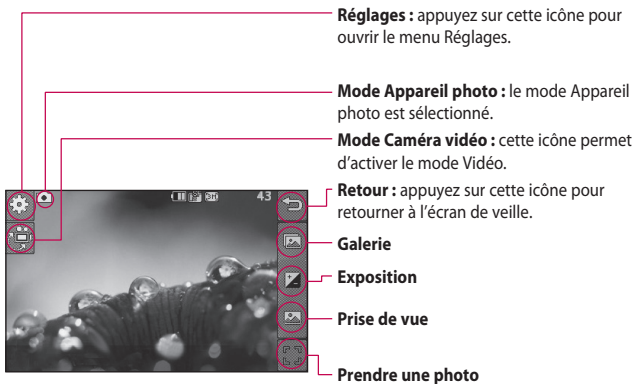 Réglages : appuyez sur cette icône pour
ouvrir le menu Réglages.
Mode Appareil photo : le mode Appareil
photo est sélectionné.
Mode Caméra vidéo : cette icône permet
d'activer le mode Vidéo.
Retour : appuyez sur cette icône pour
retourner à l'écran de veille.
43
Galerie
Exposition
Prise de vue
Prendre une photo